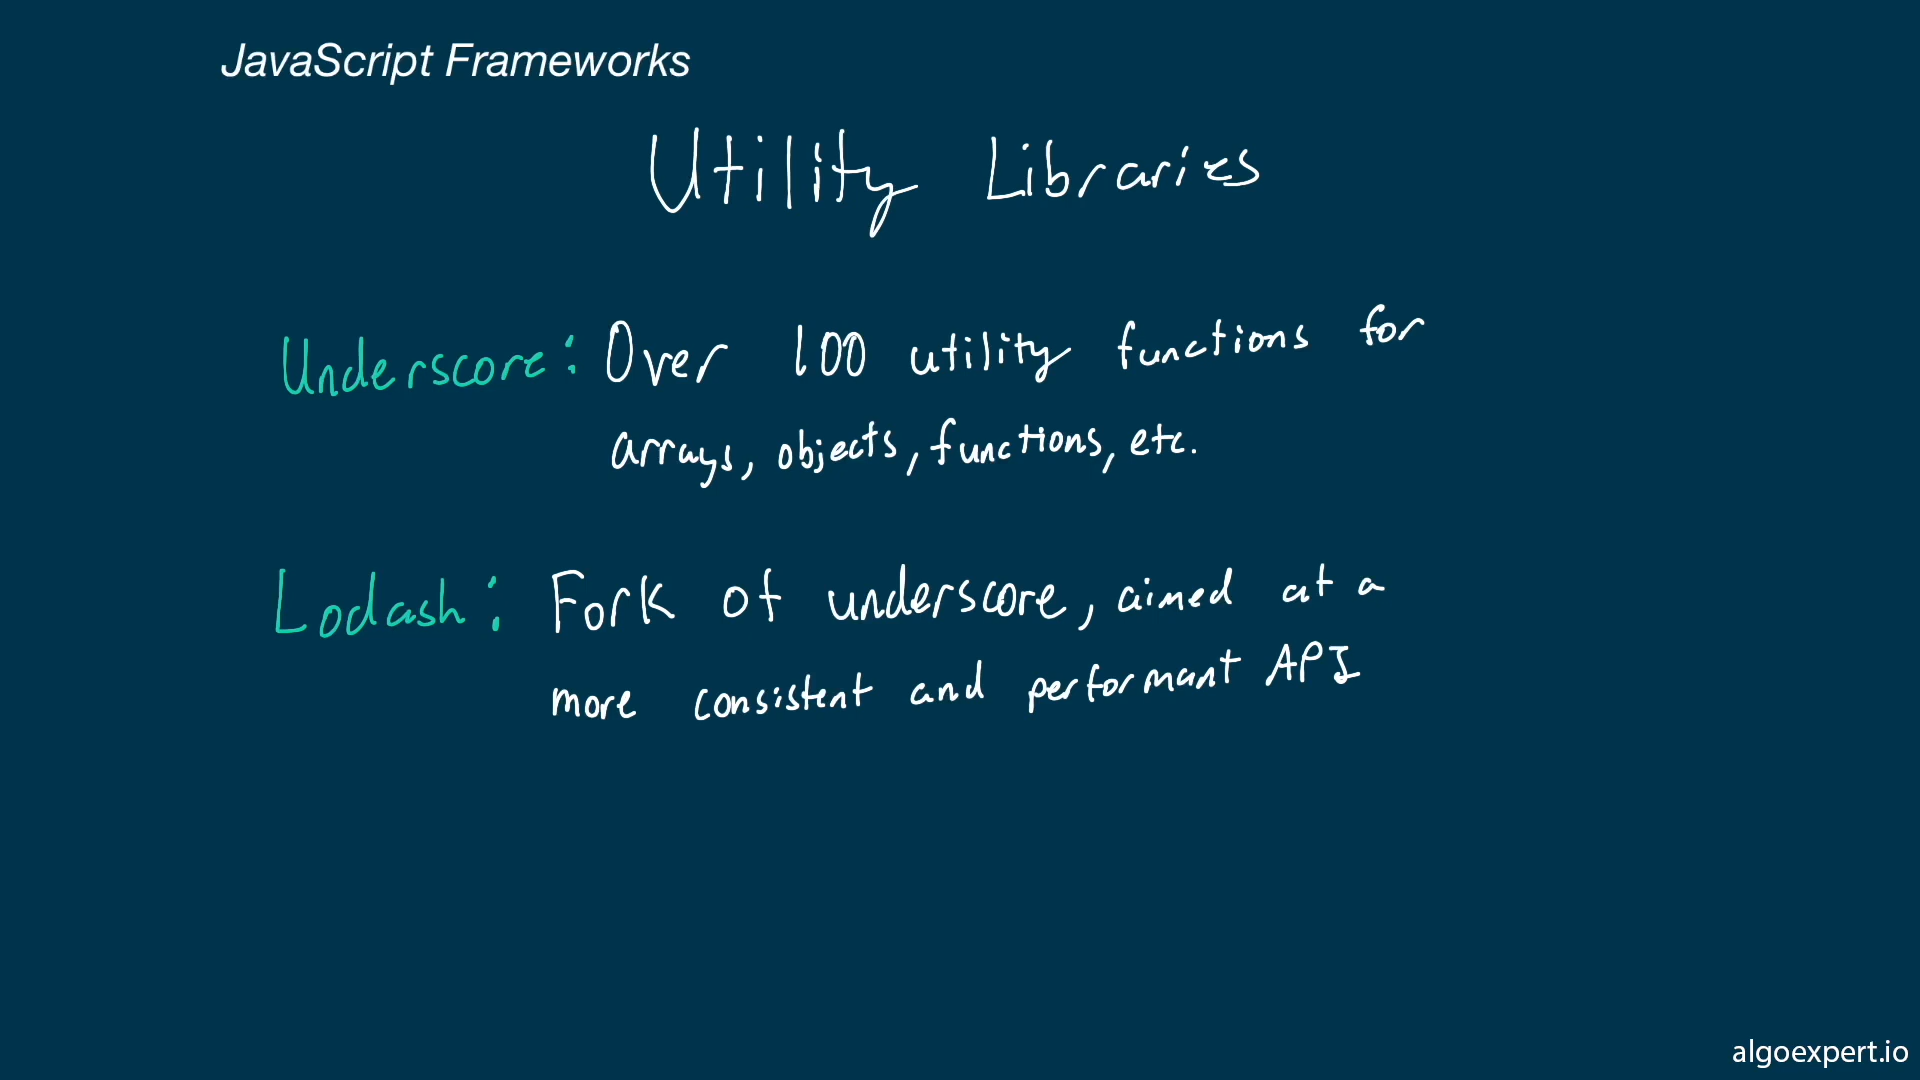 JavaScript Frameworks
Utility Libraries
Underscore: Over 100 utility functions for
arrays, objects, functions, etc.
Lodash: Fork of underscore, aimed at a
more consistent and performant API
algoexpert.io